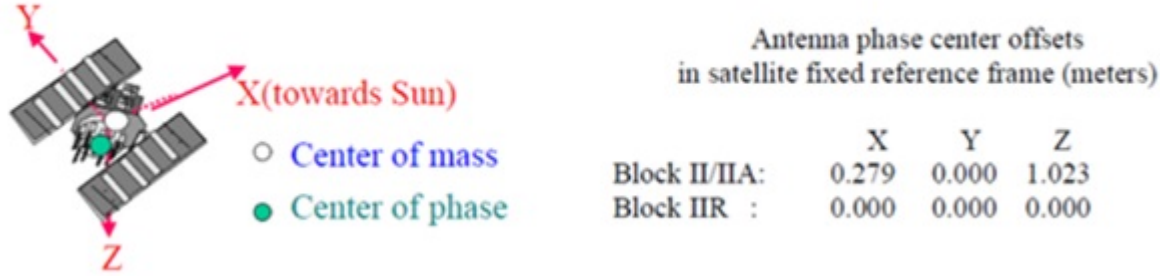 Y
X(towards Sun)
Center of mass
Center of phase
Z
Antenna phase center offsets
in satellite fixed reference frame (meters)
X Y Z
Block II/IIA: 0.279 0.000 1.023
Block IIR : 0.000 0.000 0.000